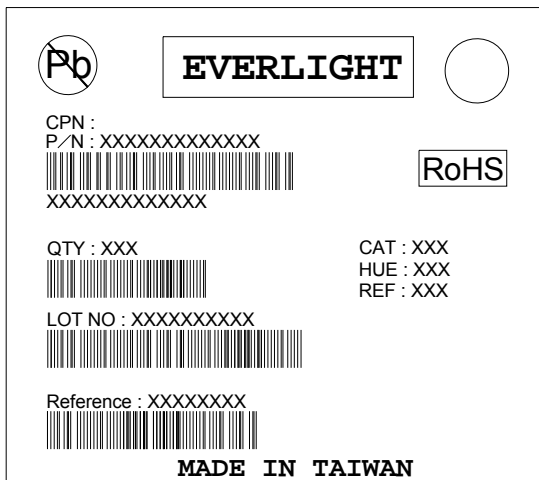 Pb
EVERLIGHT
CPN :
P/N : XXXXXXXXXXXXX
RoHS
XXXXXXXXXXXXX
QTY : XXX
CAT : XXX
HUE : XXX
REF : XXX
LOT NO : XXXXXXXXXX
Reference : XXXXXXXX
MADE IN TAIWAN